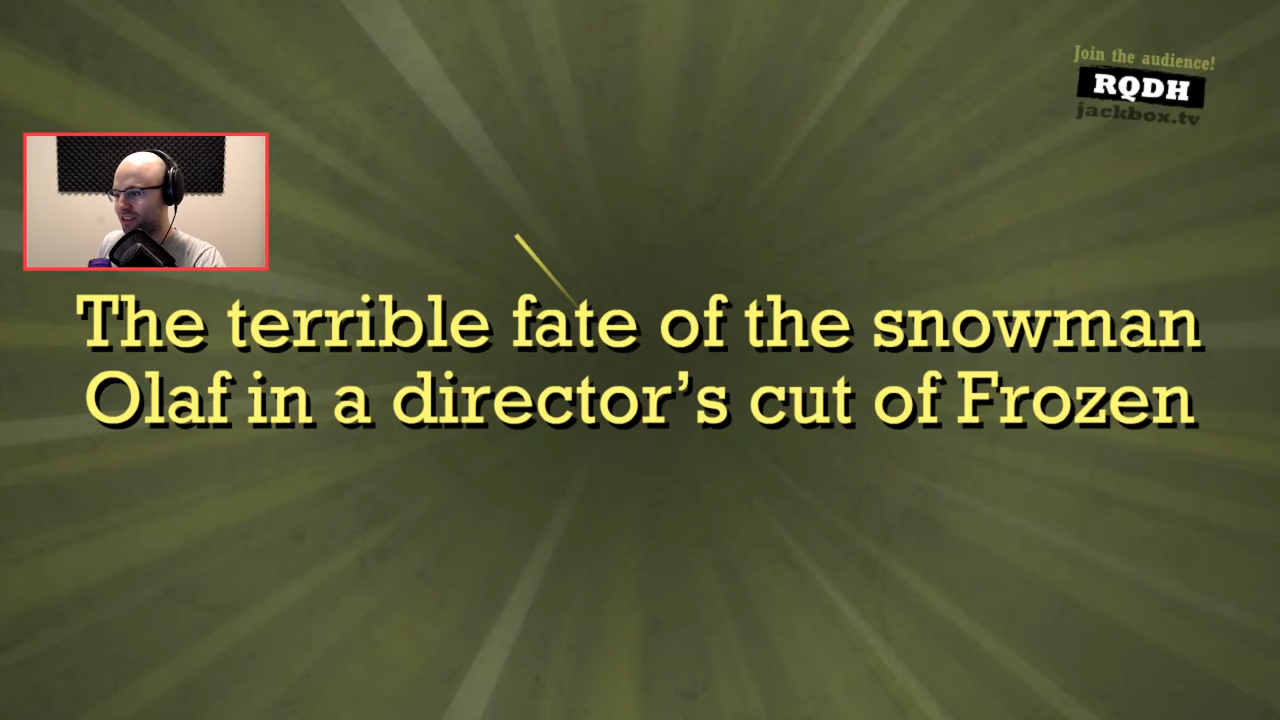 Join the audience!
RQDH
jackbox.tv
The terrible fate of the snowman
Olaf in a director’s cut of Frozen